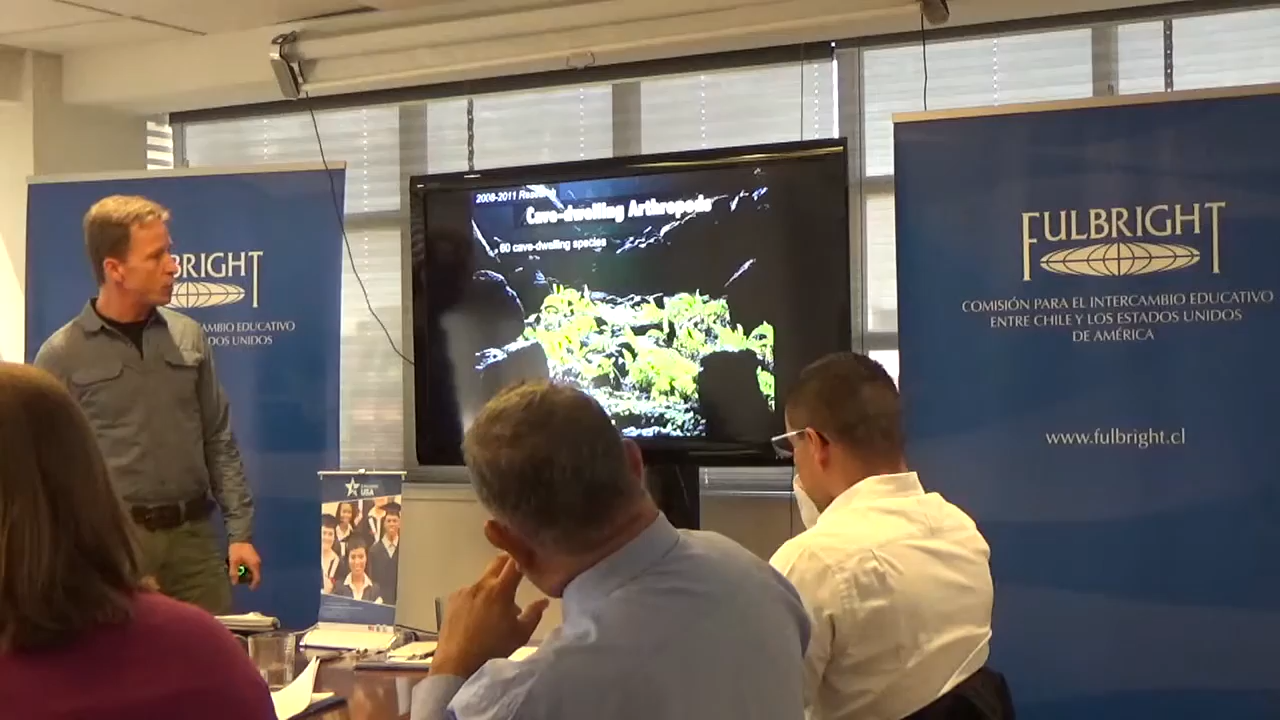 2008-2011 Research
Cave-dwelling Arthropods
60 cave-dwelling species
BRIGHT
AMBIO EDUCATIVO
DOS UNIDOS
USA
FULBRIGHT
COMISIÓN PARA EL INTERCAMBIO EDUCATIVO
ENTRE CHILE Y LOS ESTADOS UNIDOS
DE AMÉRICA
www.fulbright.cl